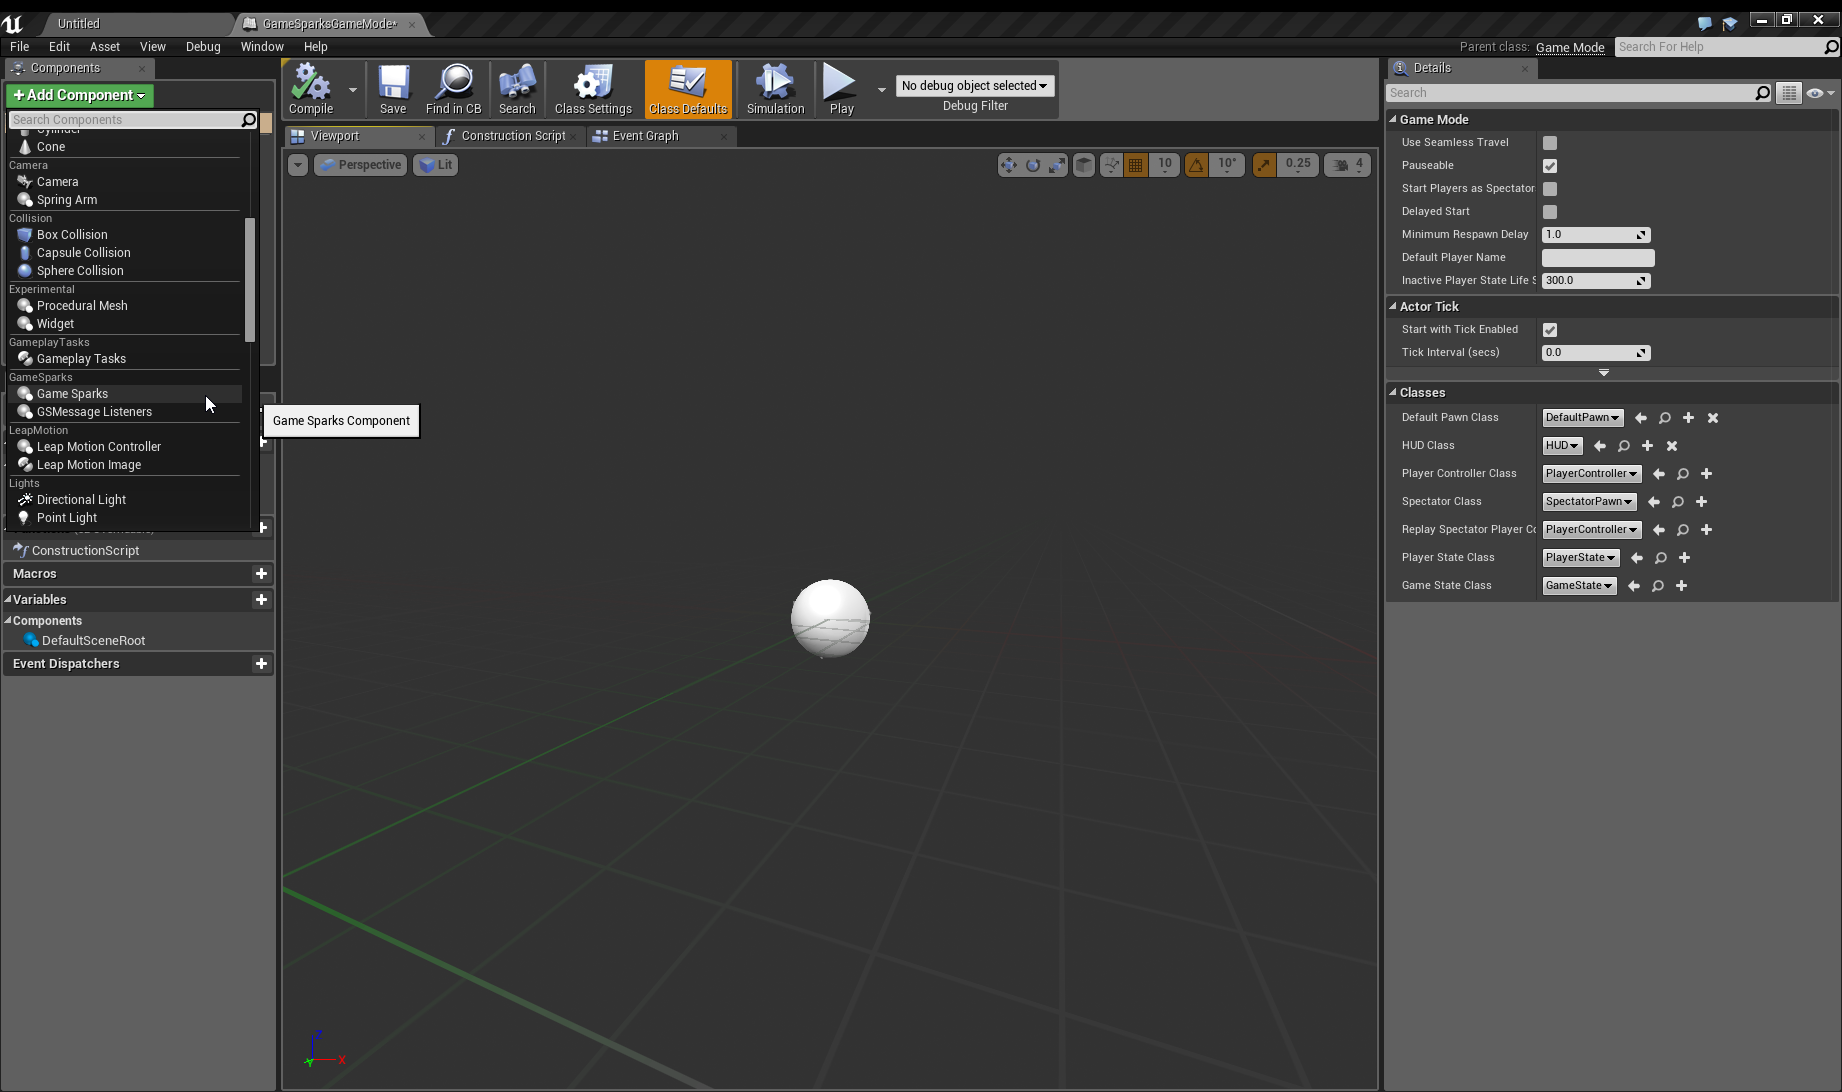 Untitled
GameSparksGameMode*
File Edit Asset View Debug Window Help
Parent class: Game Mode
Search For Help
Components
+ Add Component
Search Components
Cylinder
Cone
Camera
Camera
Spring Arm
Collision
Box Collision
Capsule Collision
Sphere Collision
Experimental
Procedural Mesh
Widget
GameplayTasks
Gameplay Tasks
GameSparks
Game Sparks
GSMessage Listeners
LeapMotion
Leap Motion Controller
Leap Motion Image
Lights
Directional Light
Point Light
ConstructionScript
Macros
Variables
Components
DefaultSceneRoot
Event Dispatchers
Game Sparks Component
Compile
Save
Find in CB
Search
Class Settings
Class Defaults
Simulation
Play
No debug object selected
Debug Filter
Viewport
Construction Script
Event Graph
Perspective
Lit
10
10°
0.25
4
Z
Y
X
Details
Search
Game Mode
Use Seamless Travel
Pauseable
Start Players as Spectator
Delayed Start
Minimum Respawn Delay 1.0
Default Player Name
Inactive Player State Life S 300.0
Actor Tick
Start with Tick Enabled
Tick Interval (secs) 0.0
Classes
Default Pawn Class DefaultPawn
HUD Class HUD
Player Controller Class PlayerController
Spectator Class SpectatorPawn
Replay Spectator Player Co PlayerController
Player State Class PlayerState
Game State Class GameState